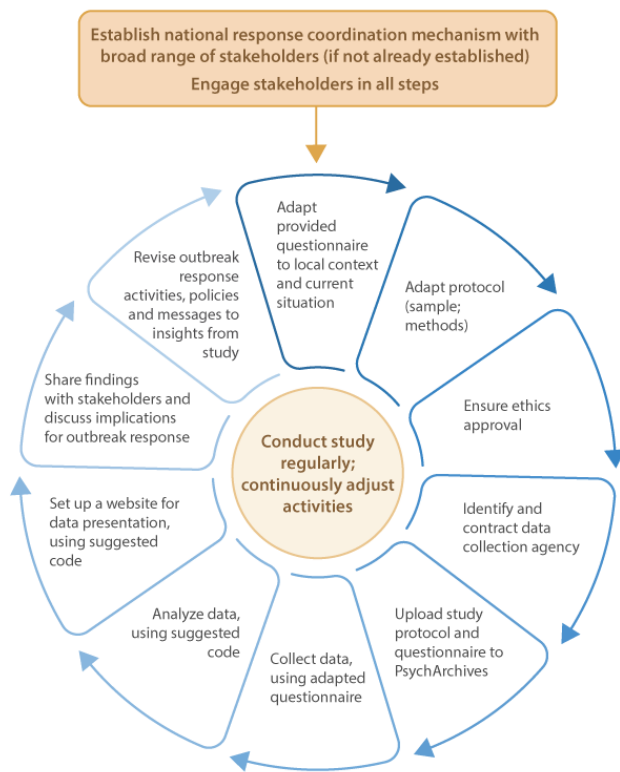 Establish national response coordination mechanism with
broad range of stakeholders (if not already established)
Engage stakeholders in all steps
Adapt
provided
questionnaire
to local context
and current
situation
Adapt protocol
(sample;
methods)
Ensure ethics
approval
Identify and
contract data
collection agency
Upload study
protocol and
questionnaire to
PsychArchives
Collect data,
using adapted
questionnaire
Analyze data,
using suggested
code
Set up a website for
data presentation,
using suggested
code
Share findings
with stakeholders and
discuss implications
for outbreak response
Revise outbreak
response
activities, policies
and messages to
insights from
study
Conduct study
regularly;
continuously adjust
activities